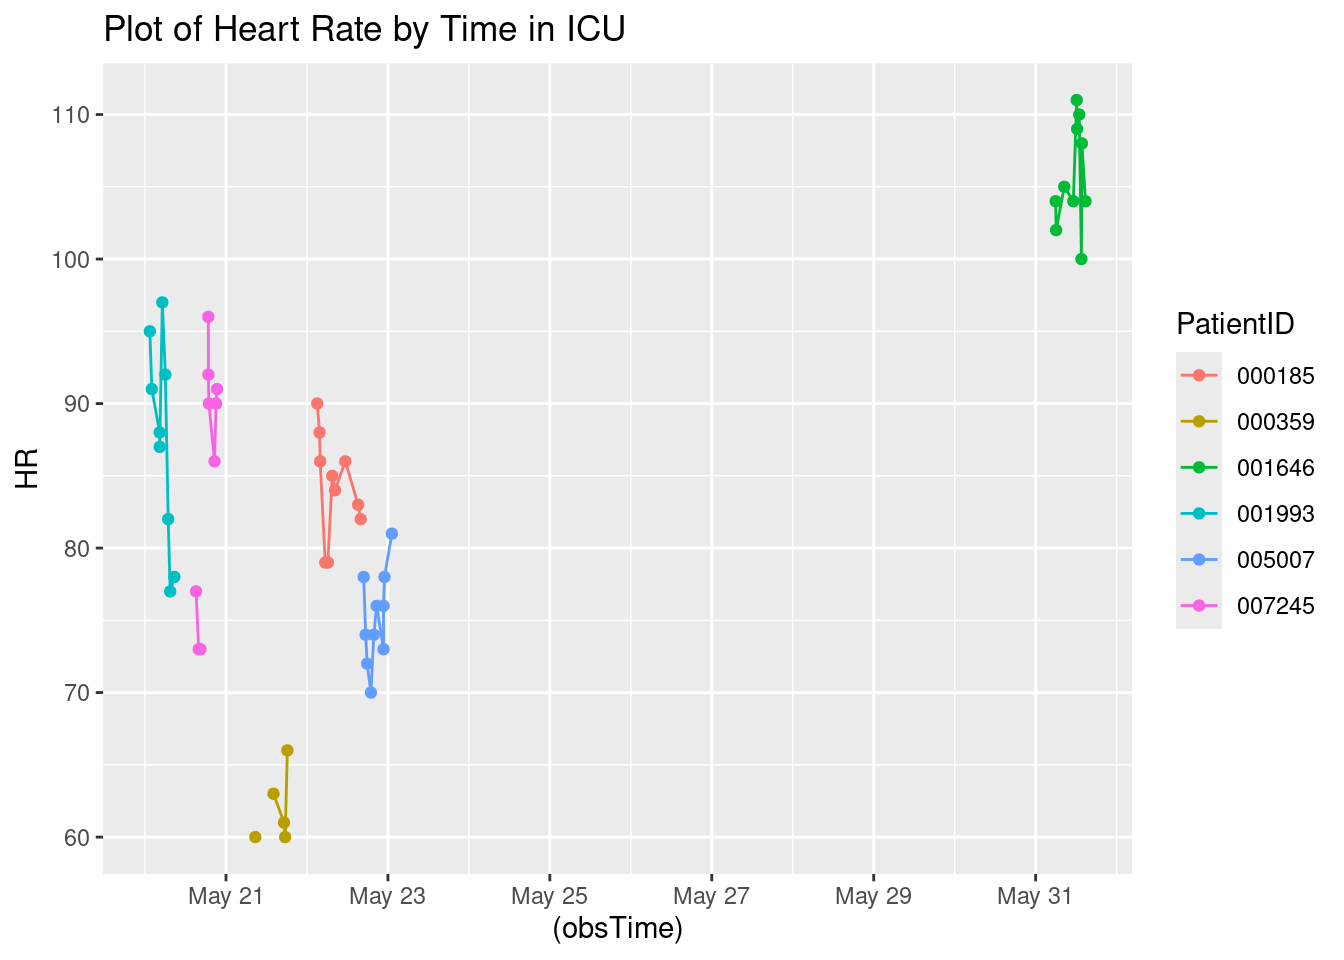 Plot of Heart Rate by Time in ICU
110
100
90
80
70
60
HR
May 21
May 23
May 25
May 27
May 29
May 31
(obsTime)
PatientID
000185
000359
001646
001993
005007
007245